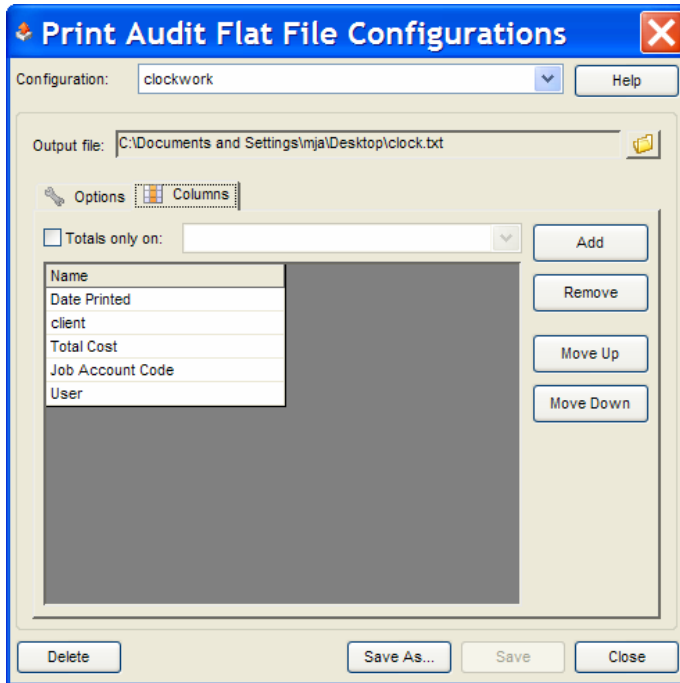 Print Audit Flat File Configurations
Configuration: clockwork Help
Output file: C:\Documents and Settings\mja\Desktop\clock.txt
Options Columns
Totals only on: Add
Name
Remove
Date Printed
client
Total Cost Move Up
Job Account Code
User Move Down
Delete Save As... Save Close